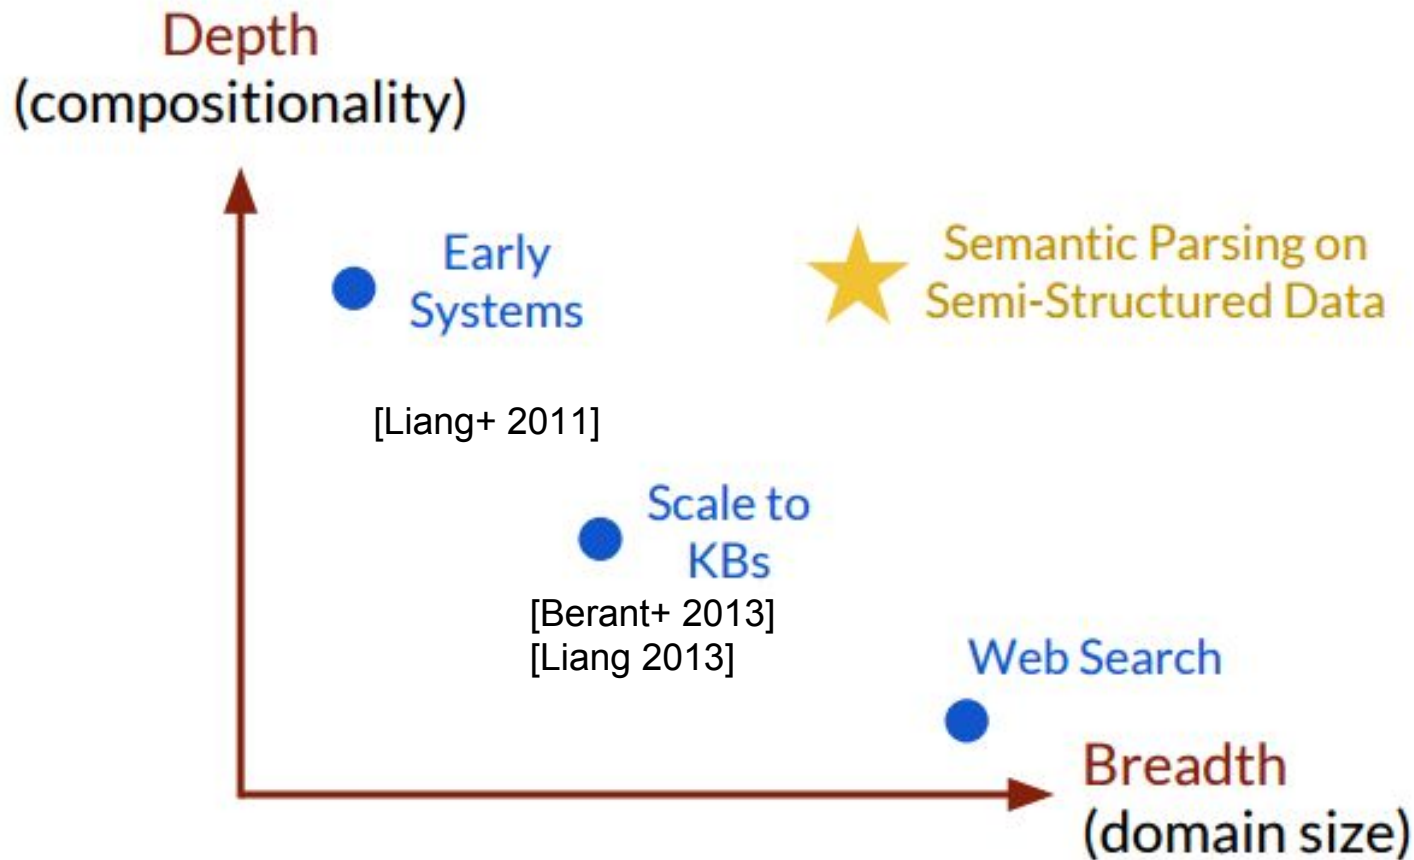 Depth
(compositionality)
Early
Systems
Semantic Parsing on
Semi-Structured Data
[Liang+ 2011]
Scale to
KBs
[Berant+ 2013]
[Liang 2013]
Web Search
Breadth
(domain size)